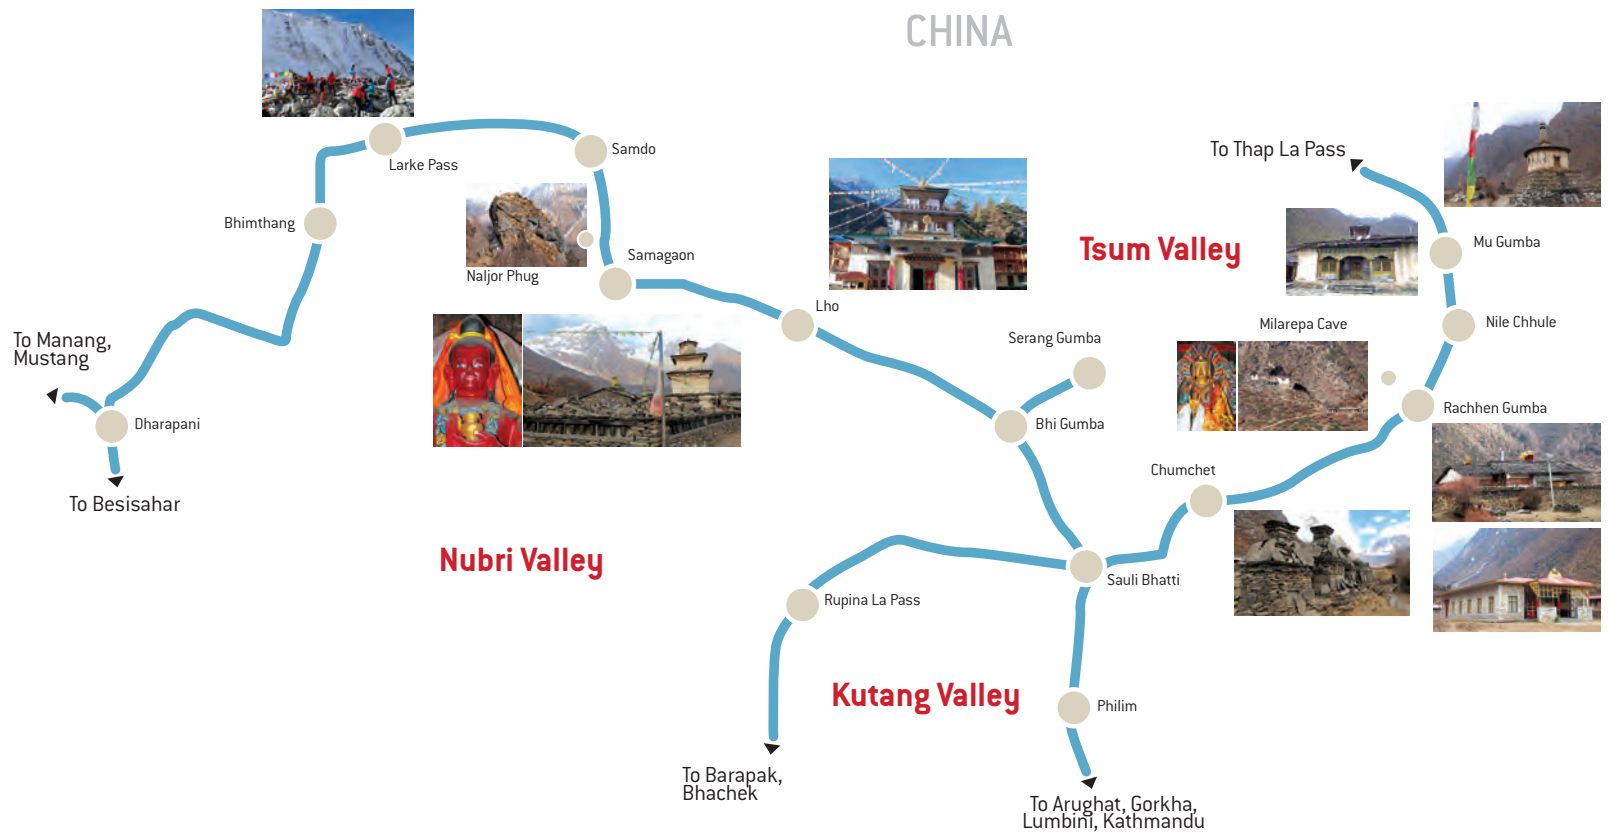 CHINA
Larke Pass
Samdo
To Thap La Pass
Bhimthang
Naljor Phug
Samagaon
Tsum Valley
Mu Gumba
Lho
Serang Gumba
Milarepa Cave
Nile Chhule
To Manang,
Mustang
Dharapani
Bhi Gumba
Rachhen Gumba
To Besisahar
Chumchet
Nubri Valley
Sauli Bhatti
Rupina La Pass
Kutang Valley
Philim
To Barapak,
Bhachek
To Arughat, Gorkha,
Lumbini, Kathmandu